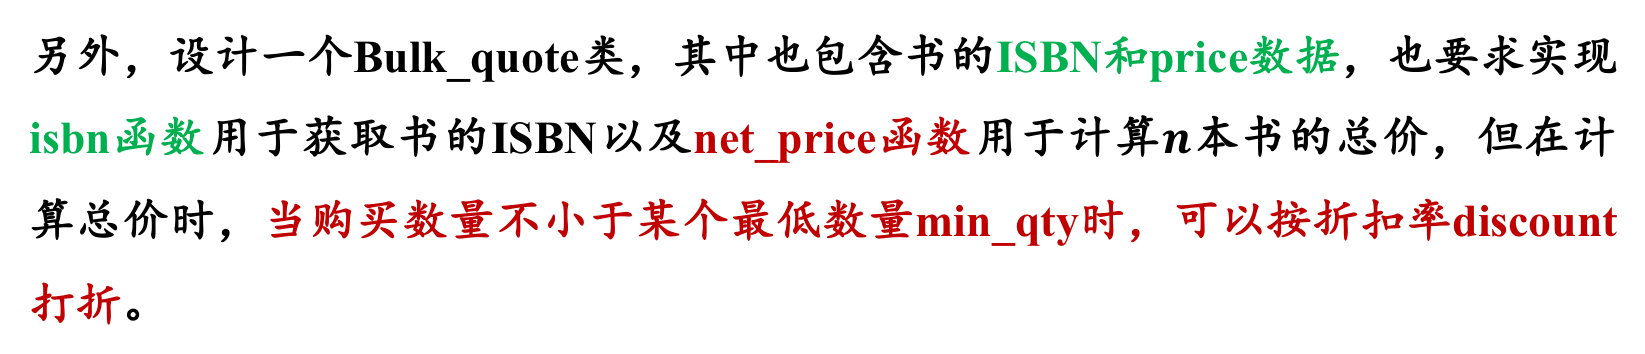 另外，设计一个Bulk_quote类，其中也包含书的ISBN和price数据，也要求实现
isbn函数用于获取书的ISBN以及net_price函数用于计算n本书的总价，但在计
算总价时，当购买数量不小于某个最低数量min_qty时，可以按折扣率discount
打折。